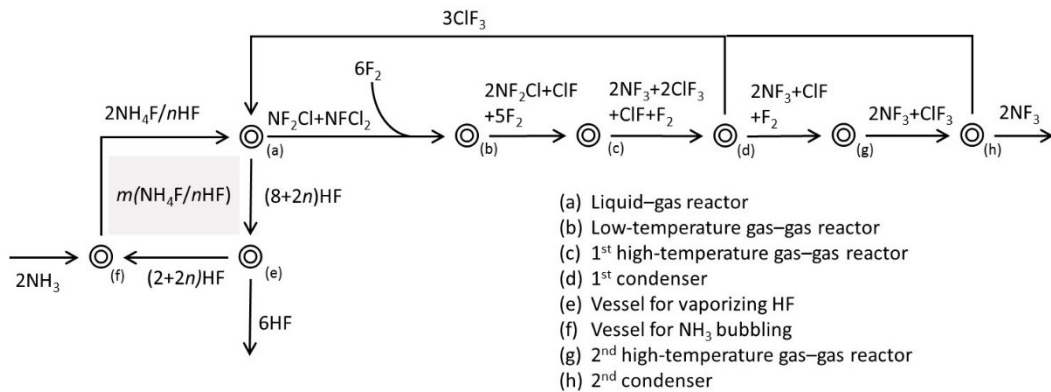 3ClF₃
6F₂
2NH₄F/nHF
NF₂Cl+NFCl₂
2NF₂Cl+ClF
+5F₂
2NF₃+2ClF₃
+ClF+F₂
2NF₃+ClF
+F₂
2NF₃+ClF₃
2NF₃
(a)
(b)
(c)
(d)
(g)
(h)
m(NH₄F/nHF)
(8+2n)HF
2NH₃
(f)
(2+2n)HF
(e)
6HF
(a) Liquid–gas reactor
(b) Low-temperature gas–gas reactor
(c) 1st high-temperature gas–gas reactor
(d) 1st condenser
(e) Vessel for vaporizing HF
(f) Vessel for NH₃ bubbling
(g) 2nd high-temperature gas–gas reactor
(h) 2nd condenser